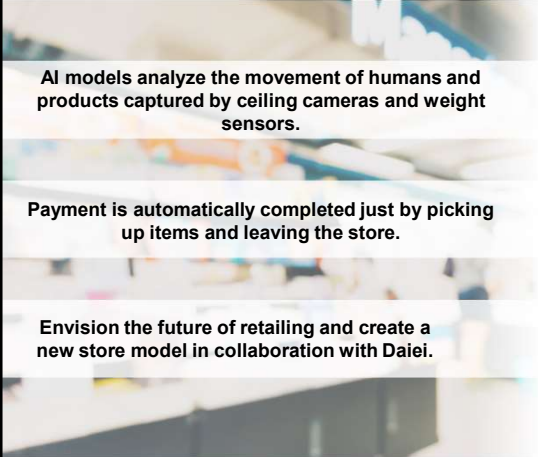 AI models analyze the movement of humans and
products captured by ceiling cameras and weight
sensors.
Payment is automatically completed just by picking
up items and leaving the store.
Envision the future of retailing and create a
new store model in collaboration with Daiei.